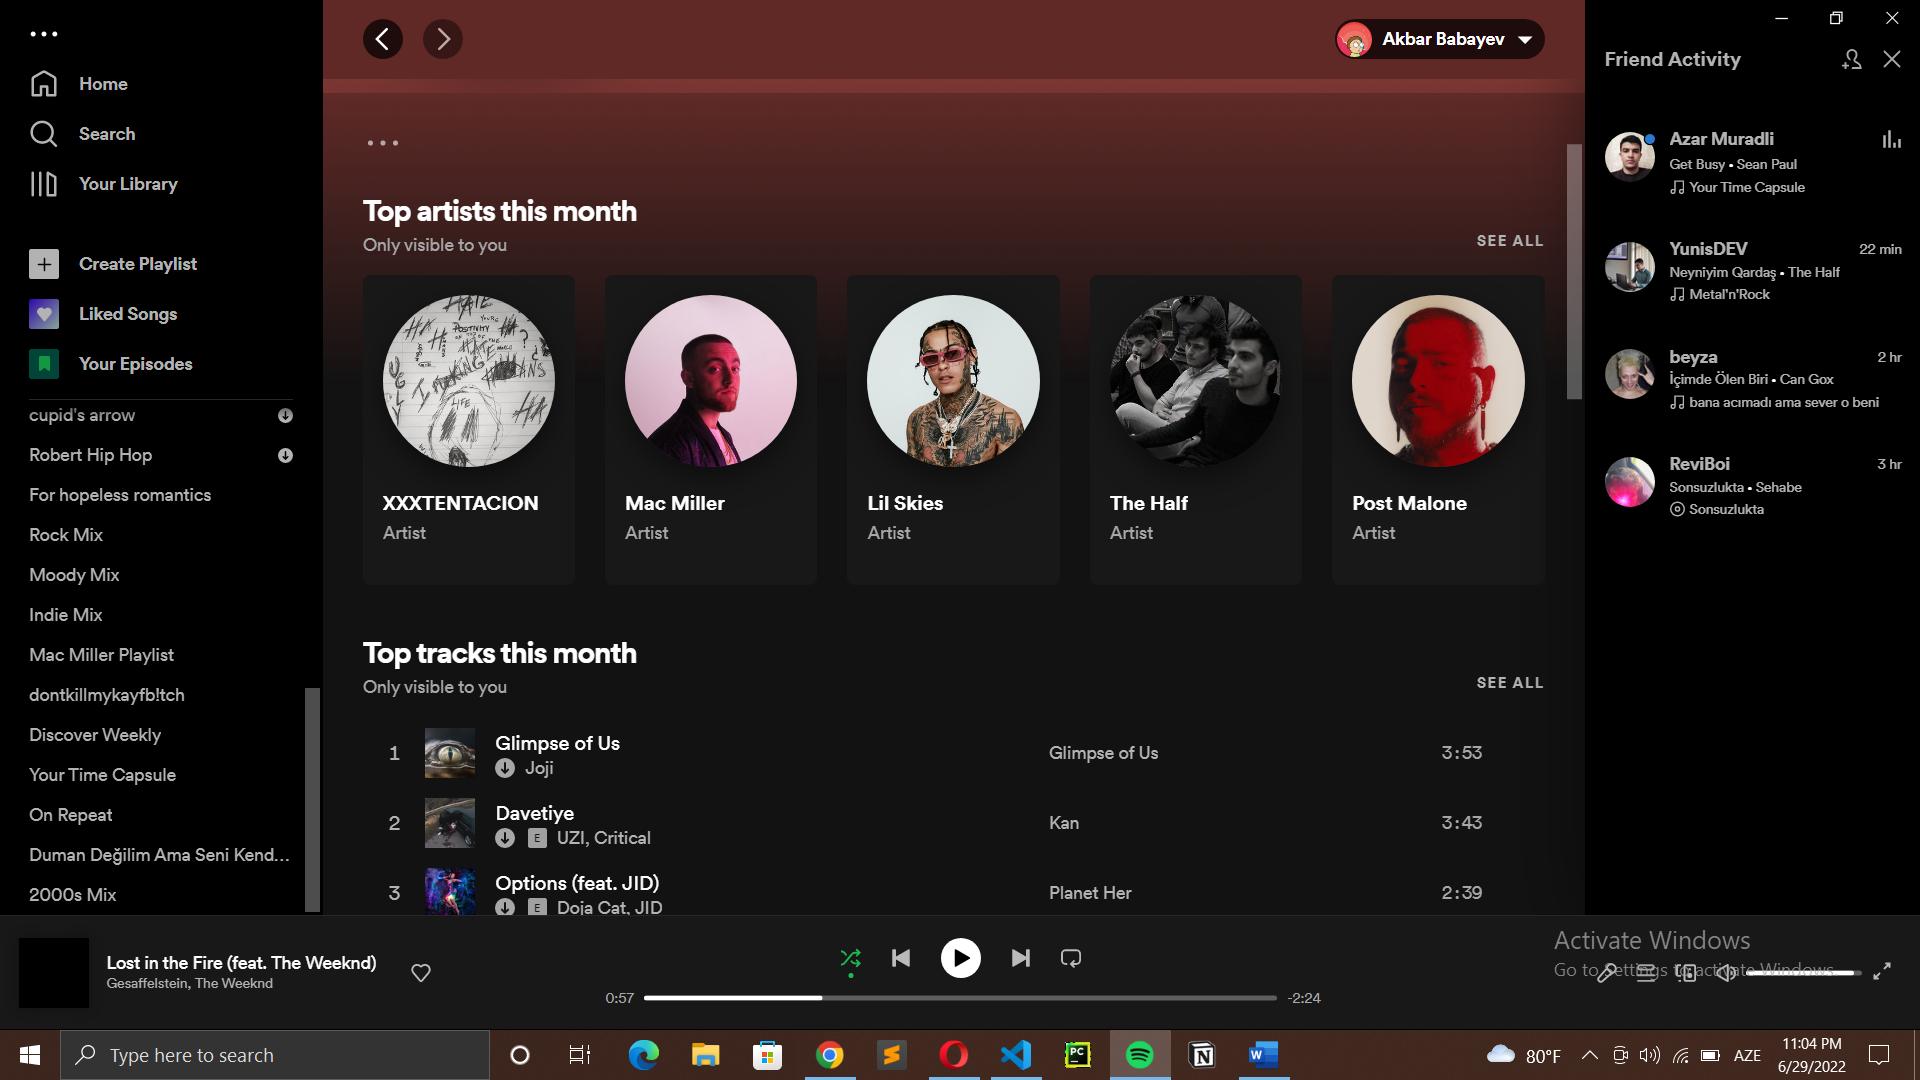 Home
Search
Your Library
Create Playlist
Liked Songs
Your Episodes
cupid's arrow
Robert Hip Hop
For hopeless romantics
Rock Mix
Moody Mix
Indie Mix
Mac Miller Playlist
dontkillmykayfb!tch
Discover Weekly
Your Time Capsule
On Repeat
Duman Değilim Ama Seni Kend...
2000s Mix
Akbar Babayev
Top artists this month
Only visible to you
SEE ALL
XXXTENTACION
Artist
Mac Miller
Artist
Lil Skies
Artist
The Half
Artist
Post Malone
Artist
Top tracks this month
Only visible to you
SEE ALL
1 Glimpse of Us Glimpse of Us 3:53
Joji
2 Davetiye Kan 3:43
E UZI, Critical
3 Options (feat. JID) Planet Her 2:39
E Doja Cat, JID
Friend Activity
Azar Muradli
Get Busy • Sean Paul
Your Time Capsule
YunisDEV 22 min
Neyniyim Qardaş • The Half
Metal'n'Rock
beyza 2 hr
İçimde Ölen Biri • Can Gox
bana acımadı ama sever o beni
ReviBoi 3 hr
Sonsuzlukta • Sehabe
Sonsuzlukta
Lost in the Fire (feat. The Weeknd)
Gesaffelstein, The Weeknd
0:57 -2:24
Activate Windows
Go to Settings to activate Windows.
Type here to search
PC
N
W
80°F
AZE
11:04 PM
6/29/2022